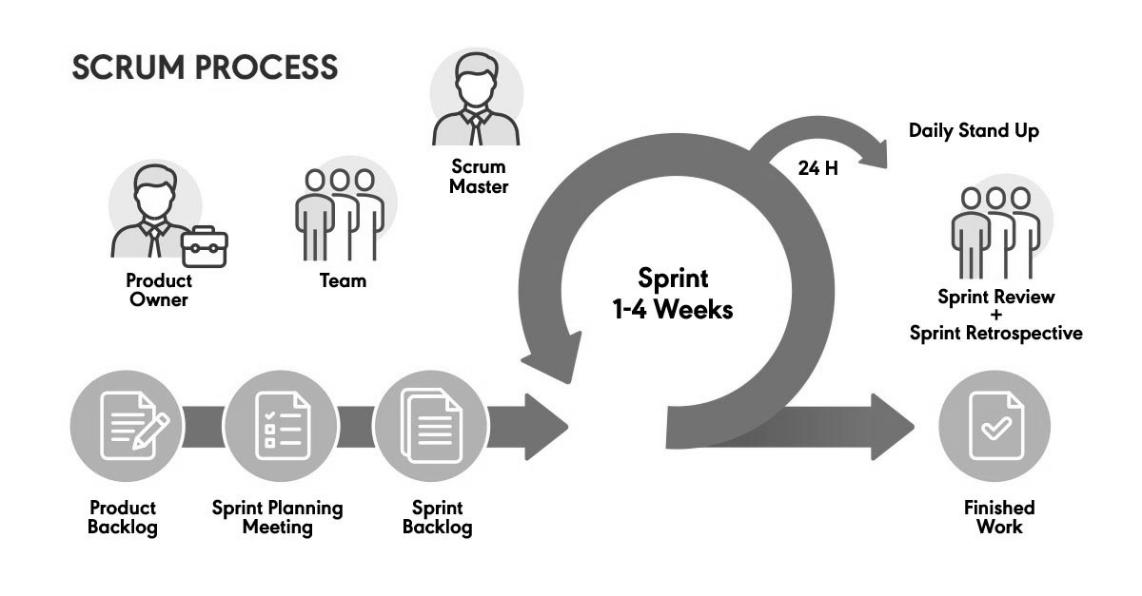 SCRUM PROCESS
Scrum
Master
Product
Owner
Team
Daily Stand Up
24 H
Sprint
1-4 Weeks
Sprint Review
+
Sprint Retrospective
Product
Backlog
Sprint Planning
Meeting
Sprint
Backlog
Finished
Work